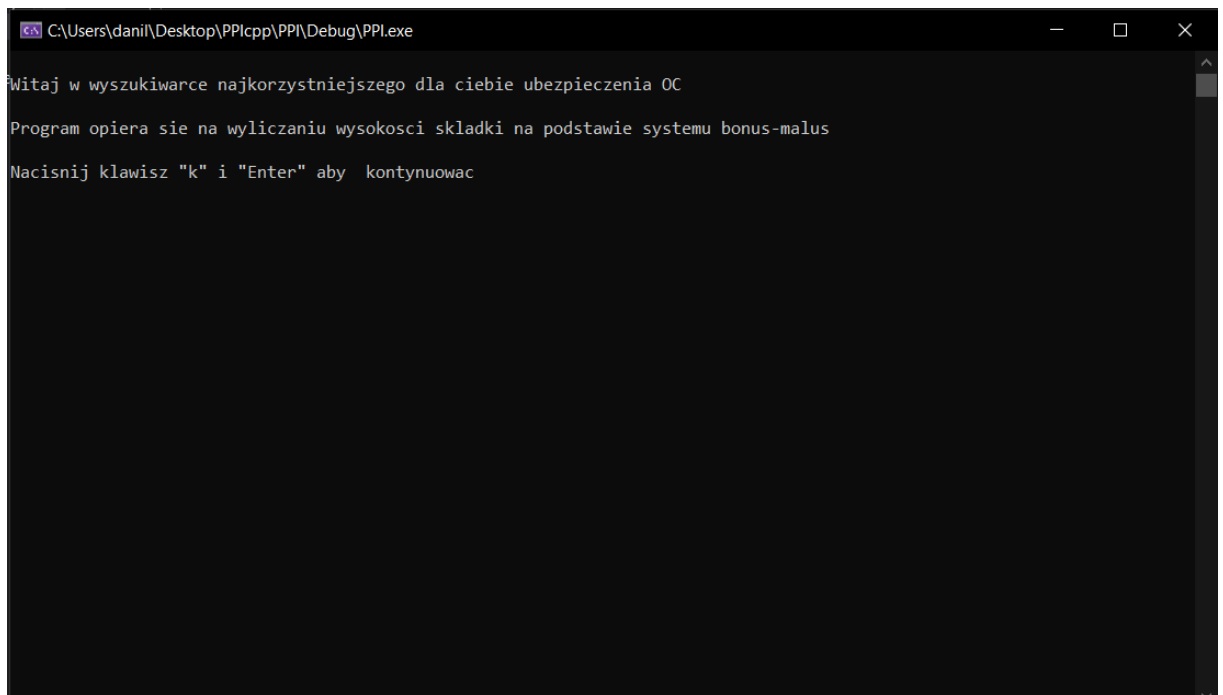 C:\Users\danil\Desktop\PPIcpp\PPI\Debug\PPI.exe
Witaj w wyszukiwarce najkorzystniejszego dla ciebie ubezpieczenia OC
Program opiera sie na wyliczaniu wysokosci skladki na podstawie systemu bonus-malus
Nacisnij klawisz "k" i "Enter" aby  kontynuowac